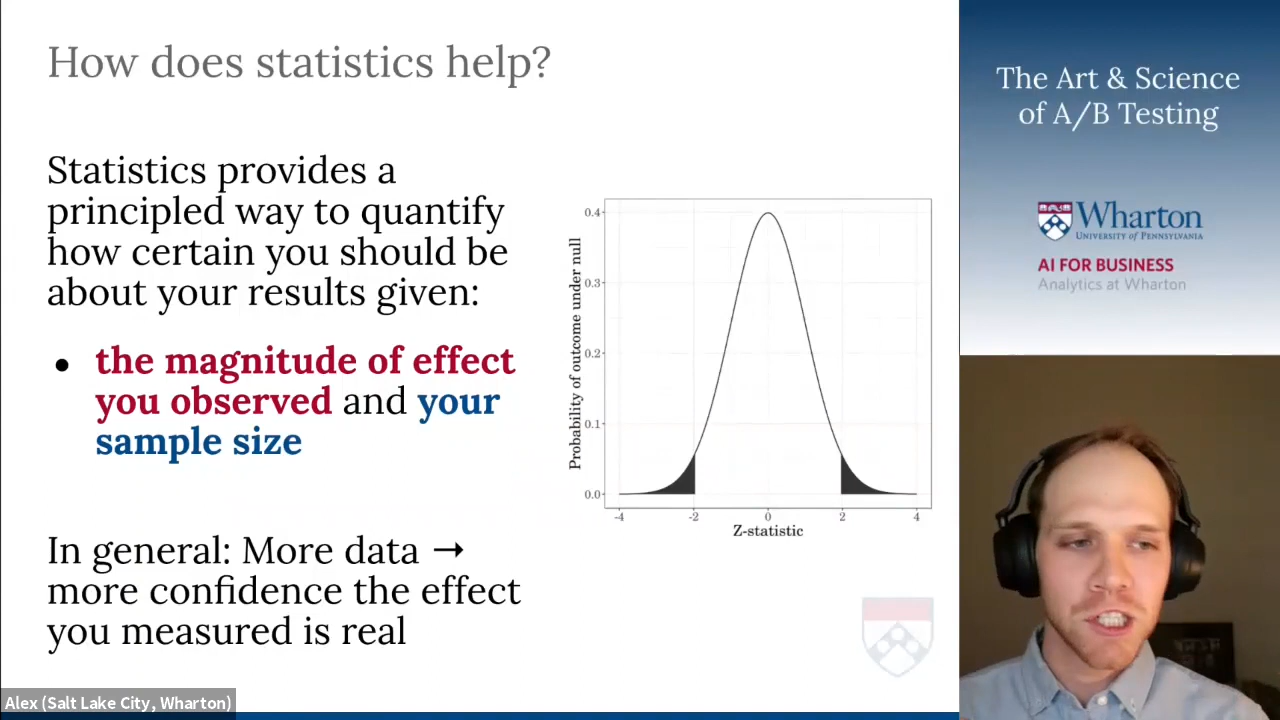 How does statistics help?
Statistics provides a
principled way to quantify
how certain you should be
about your results given:
● the magnitude of effect
you observed and your
sample size
In general: More data →
more confidence the effect
you measured is real
Probability of outcome under null
0.4
0.3
0.2
0.1
0.0
-4 -2 0 2 4
Z-statistic
The Art & Science
of A/B Testing
Wharton
UNIVERSITY of PENNSYLVANIA
AI FOR BUSINESS
Analytics at Wharton
Alex (Salt Lake City, Wharton)